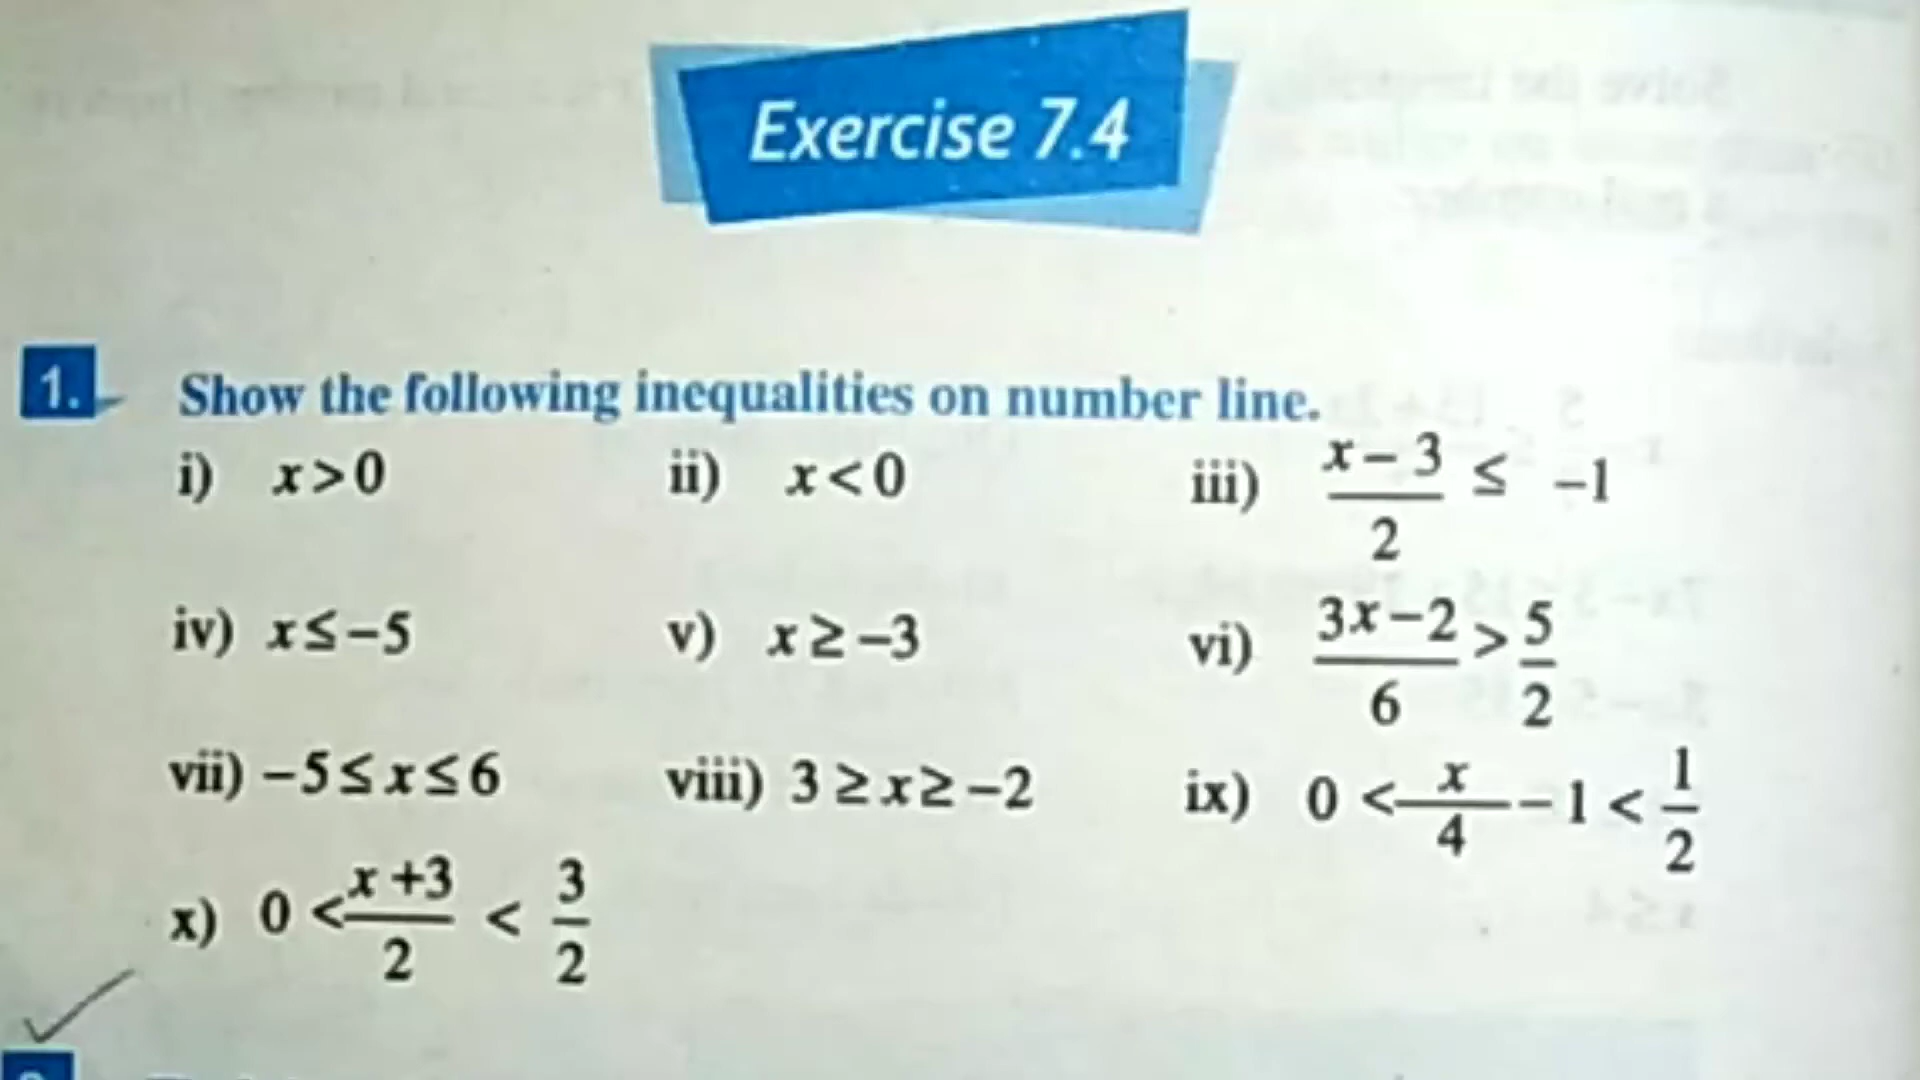 Exercise 7.4
1. Show the following inequalities on number line.
i) x > 0 ii) x < 0 iii) (x − 3)/2 ≤ −1
iv) x ≤ −5 v) x ≥ −3 vi) (3x − 2)/6 > 5/2
vii) −5 ≤ x ≤ 6 viii) 3 ≥ x ≥ −2 ix) 0 < x/4 − 1 < 1/2
x) 0 < (x + 3)/2 < 3/2